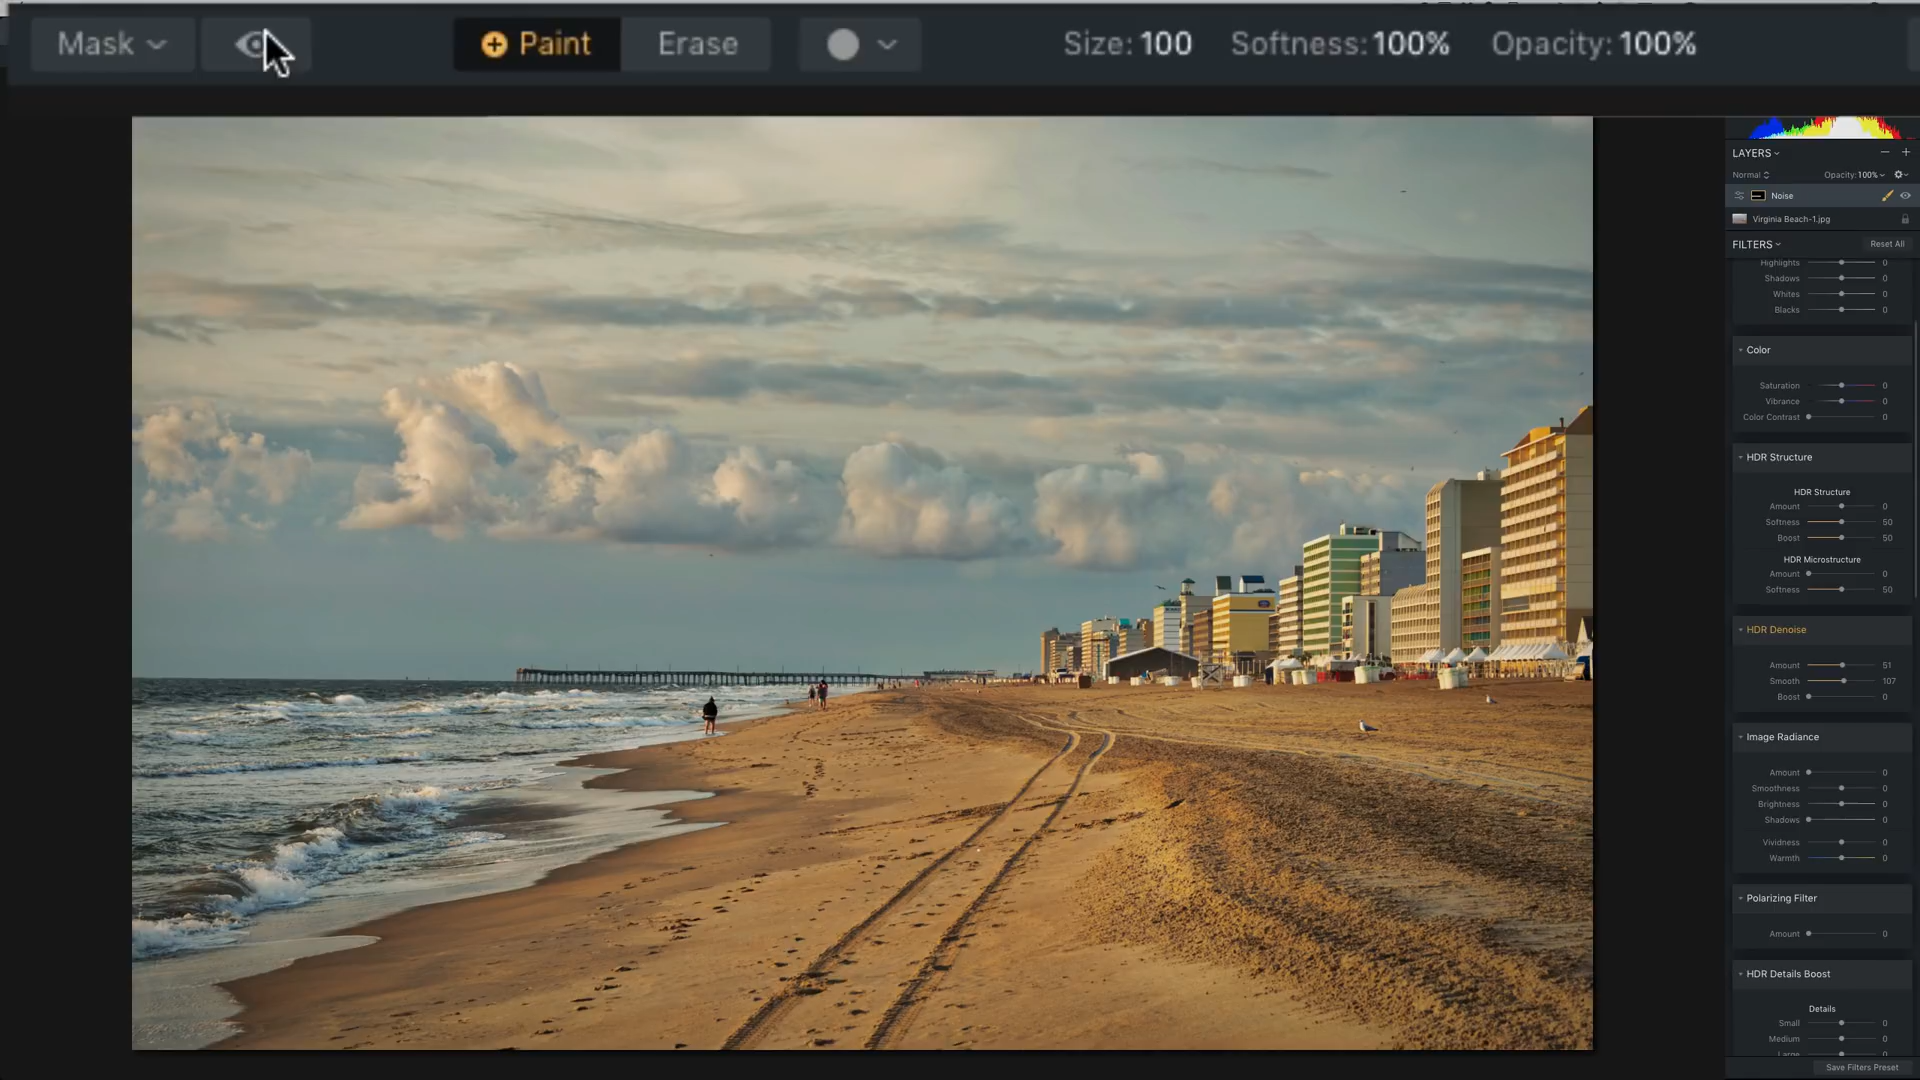 Mask
Paint
Erase
Size: 100
Softness: 100%
Opacity: 100%
LAYERS
Normal
Opacity: 100%
Noise
Virginia Beach-1.jpg
FILTERS
Reset All
Highlights 0
Shadows 0
Whites 0
Blacks 0
Color
Saturation 0
Vibrance 0
Color Contrast 0
HDR Structure
HDR Structure
Amount 0
Softness 50
Boost 50
HDR Microstructure
Amount 0
Softness 50
HDR Denoise
Amount 51
Smooth 107
Boost 0
Image Radiance
Amount 0
Smoothness 0
Brightness 0
Shadows 0
Vividness 0
Warmth 0
Polarizing Filter
Amount 0
HDR Details Boost
Details
Small 0
Medium 0
Large 0
Save Filters Preset